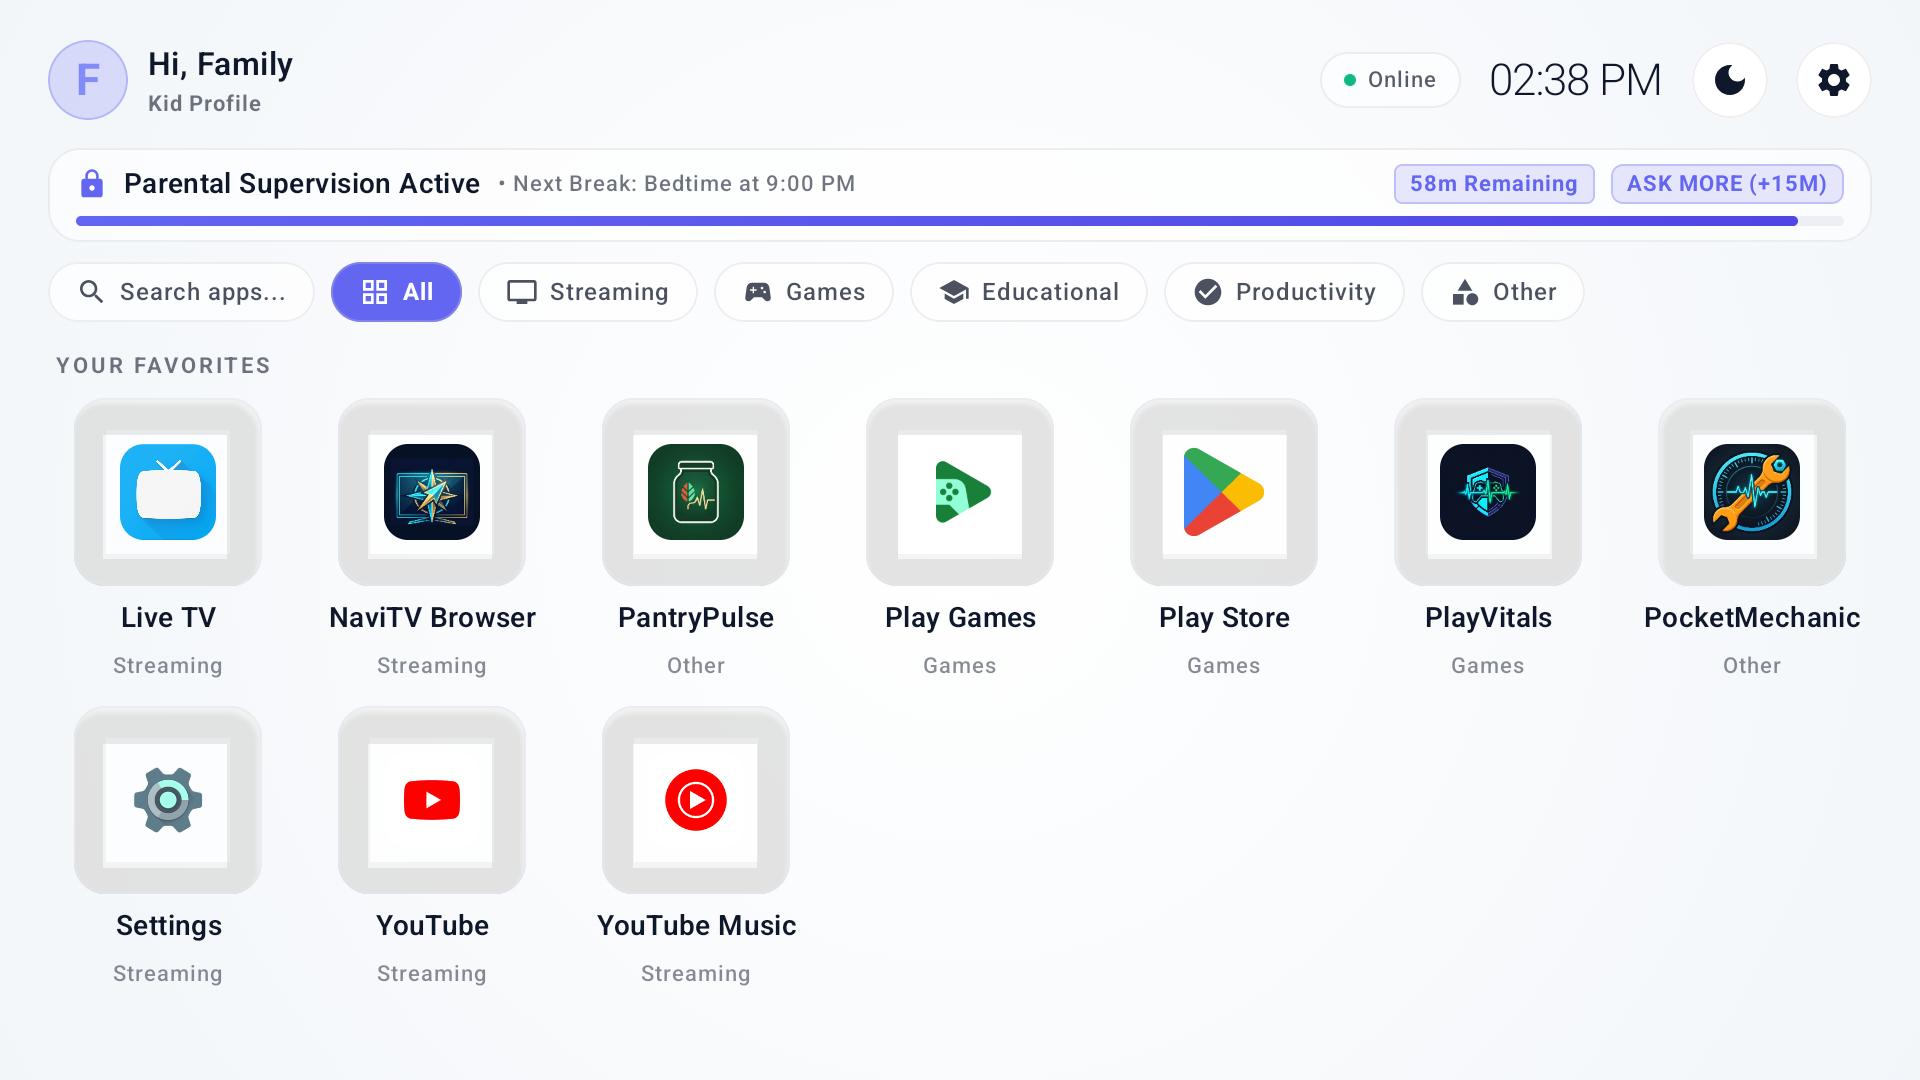 F
Hi, Family
Kid Profile
Online
02:38 PM
Parental Supervision Active • Next Break: Bedtime at 9:00 PM
58m Remaining
ASK MORE (+15M)
Search apps...
All
Streaming
Games
Educational
Productivity
Other
YOUR FAVORITES
Live TV
Streaming
NaviTV Browser
Streaming
PantryPulse
Other
Play Games
Games
Play Store
Games
PlayVitals
Games
PocketMechanic
Other
Settings
Streaming
YouTube
Streaming
YouTube Music
Streaming